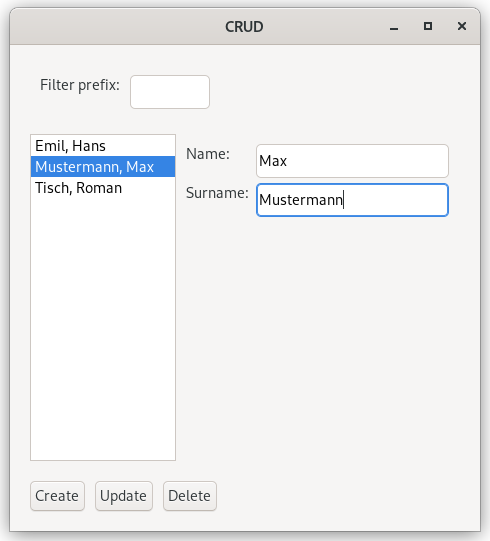 CRUD
Filter prefix:
Emil, Hans
Mustermann, Max
Tisch, Roman
Name: Max
Surname: Mustermann
Create Update Delete